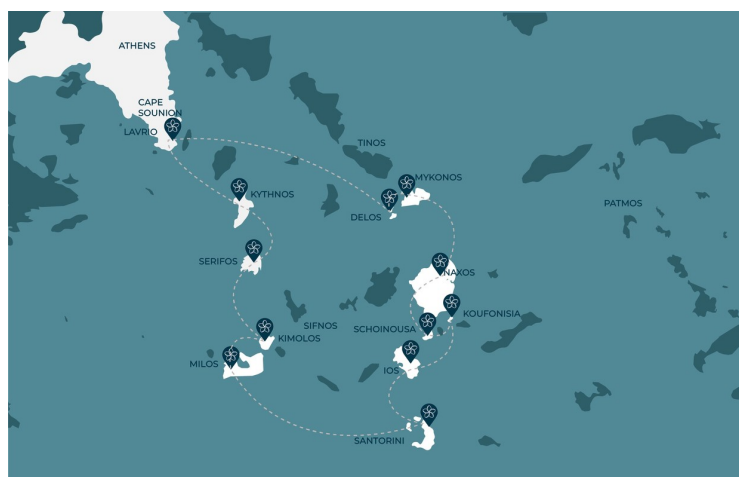 ATHENS
CAPE
SOUNION
LAVRIO
TINOS
MYKONOS
KYTHNOS
DELOS
PATMOS
SERIFOS
NAXOS
KOUFONISIA
SIFNOS
SCHOINOUSA
KIMOLOS
MILOS
IOS
SANTORINI